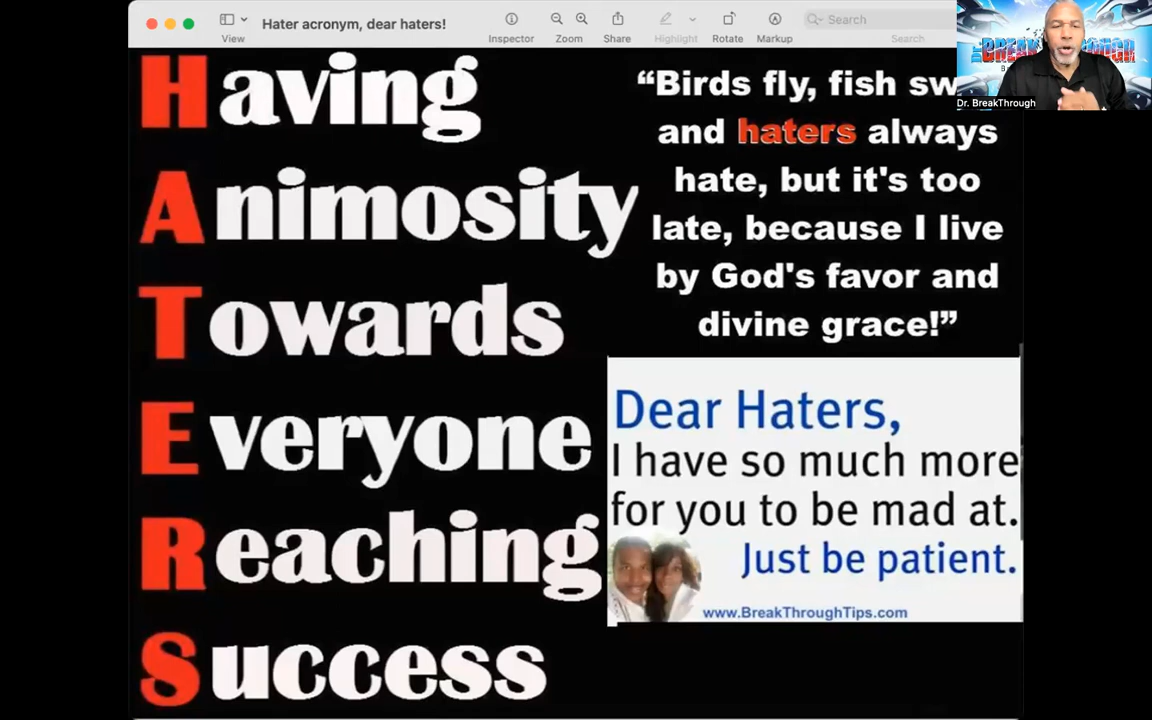 Hater acronym, dear haters!
View
Inspector
Zoom
Share
Highlight
Rotate
Markup
Search
Search
Dr. BreakThrough
Having
Animosity
Towards
Everyone
Reaching
Success
“Birds fly, fish
and haters always
hate, but it's too
late, because I live
by God's favor and
divine grace!”
Dear Haters,
I have so much more
for you to be mad at.
Just be patient.
www.BreakThroughTips.com